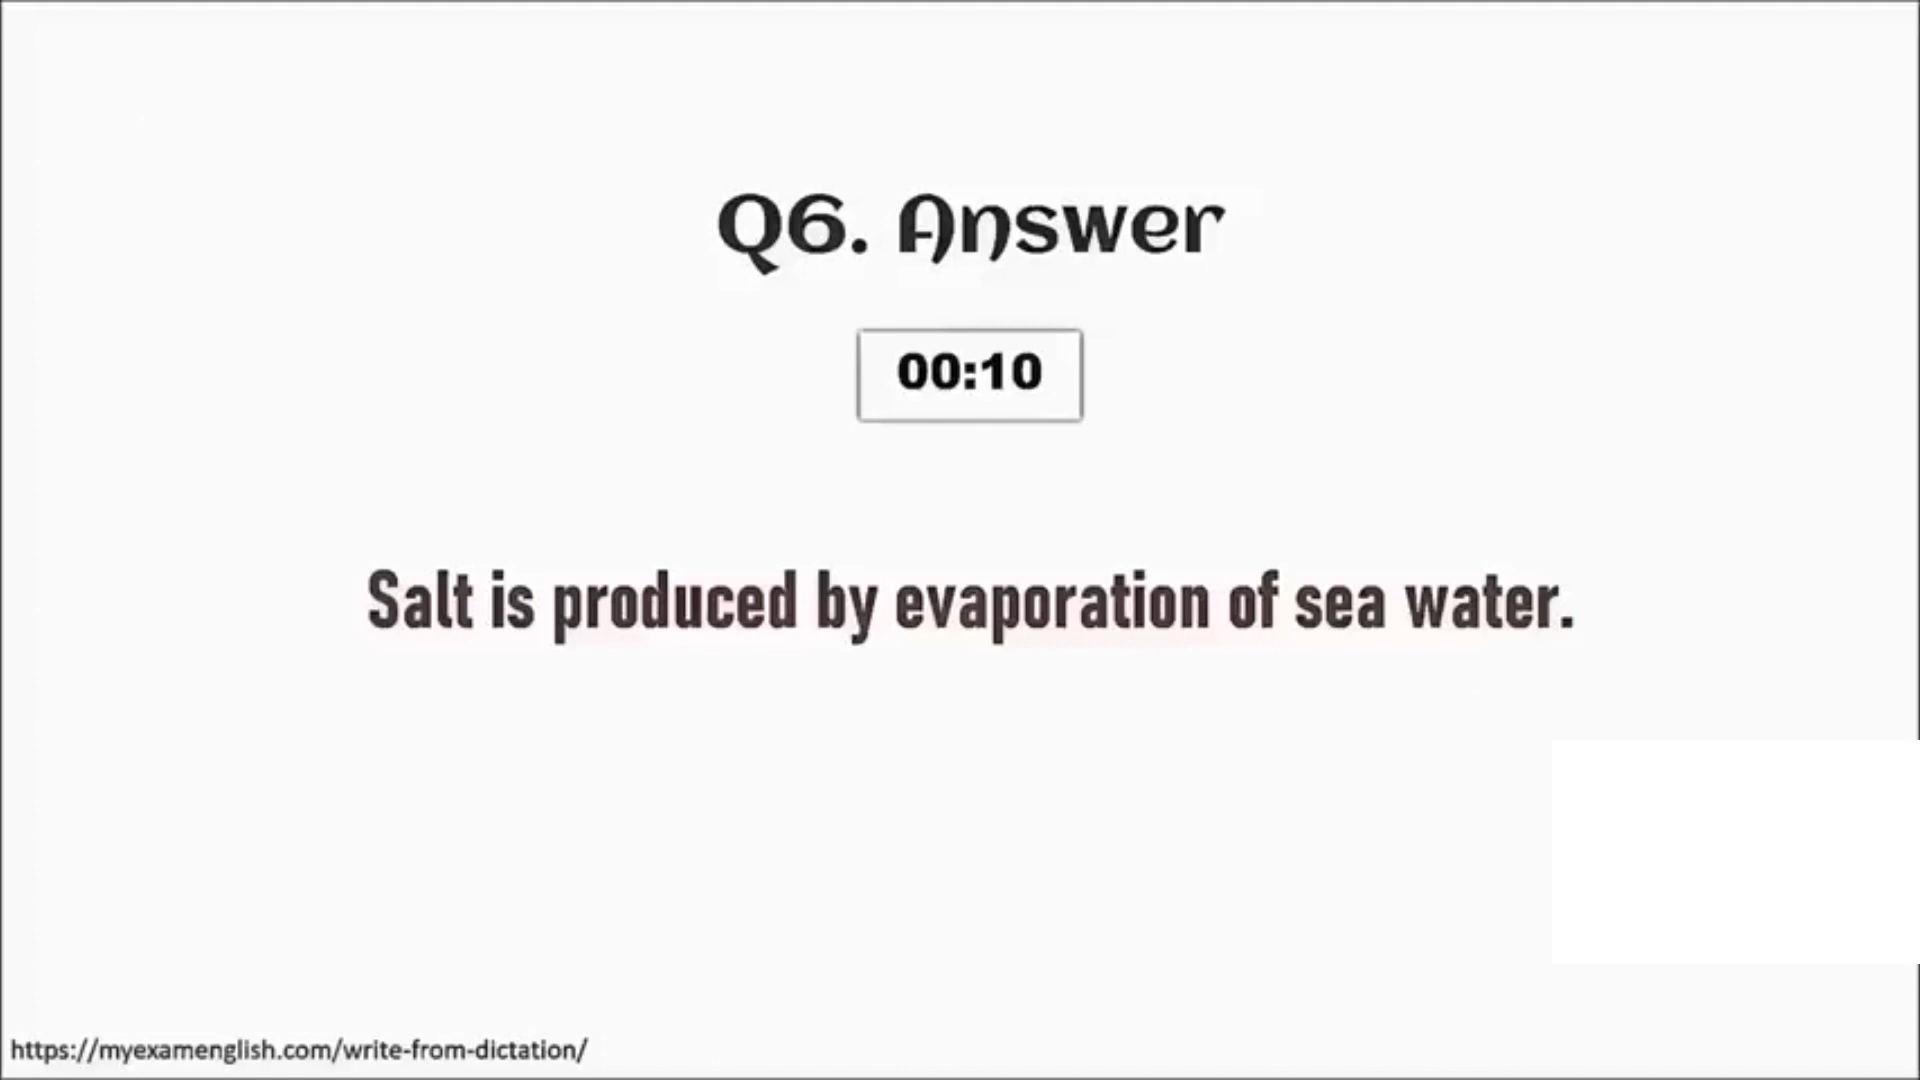 Q6. Answer
00:10
Salt is produced by evaporation of sea water.
https://myexamenglish.com/write-from-dictation/